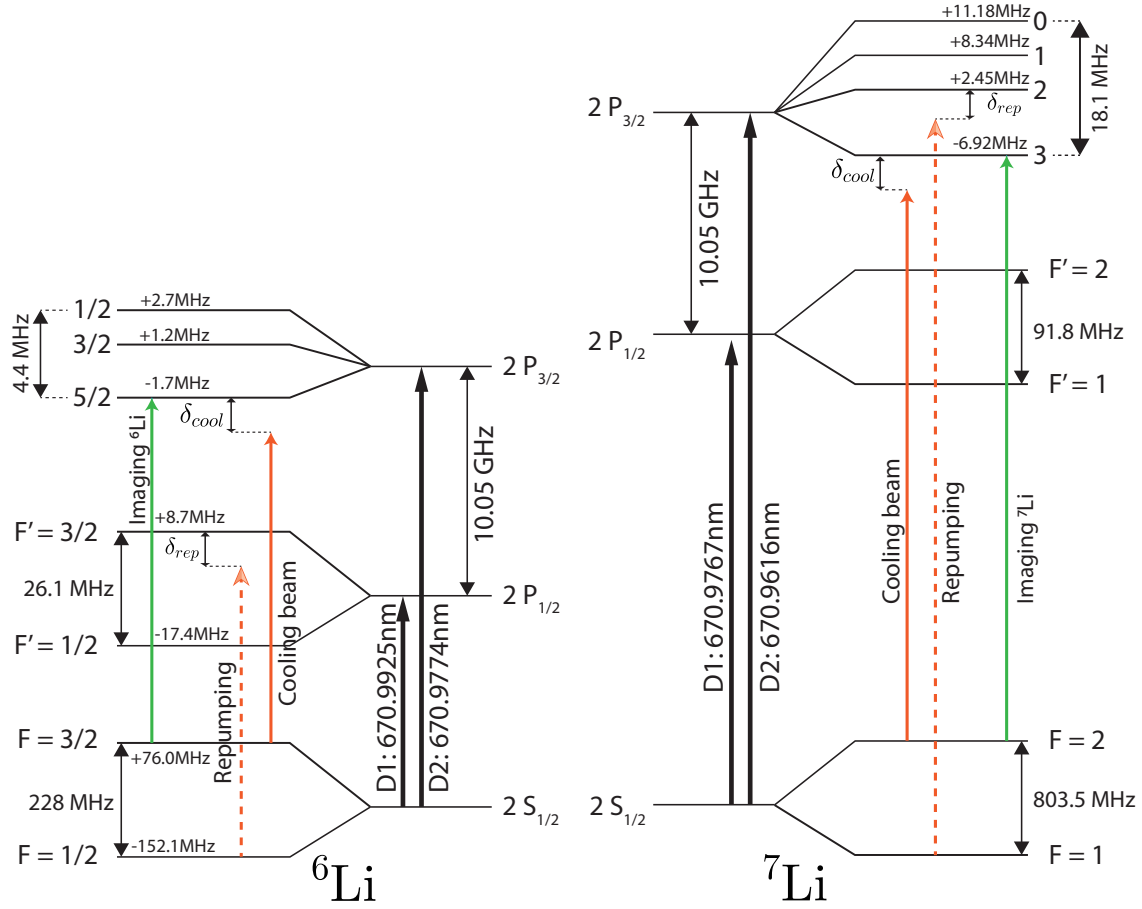 1/2
+2.7MHz
3/2
+1.2MHz
5/2
-1.7MHz
4.4 MHz
δcool
2 P3/2
Imaging ⁶Li
10.05 GHz
F' = 3/2
+8.7MHz
δrep
26.1 MHz
F' = 1/2
-17.4MHz
2 P1/2
Cooling beam
Repumping
D1: 670.9925nm
D2: 670.9774nm
F = 3/2
+76.0MHz
228 MHz
F = 1/2
-152.1MHz
2 S1/2
⁶Li
+11.18MHz
0
+8.34MHz
1
+2.45MHz
2
δrep
18.1 MHz
2 P3/2
-6.92MHz
3
δcool
10.05 GHz
F' = 2
91.8 MHz
2 P1/2
F' = 1
D1: 670.9767nm
D2: 670.9616nm
Cooling beam
Repumping
Imaging ⁷Li
F = 2
803.5 MHz
2 S1/2
F = 1
⁷Li